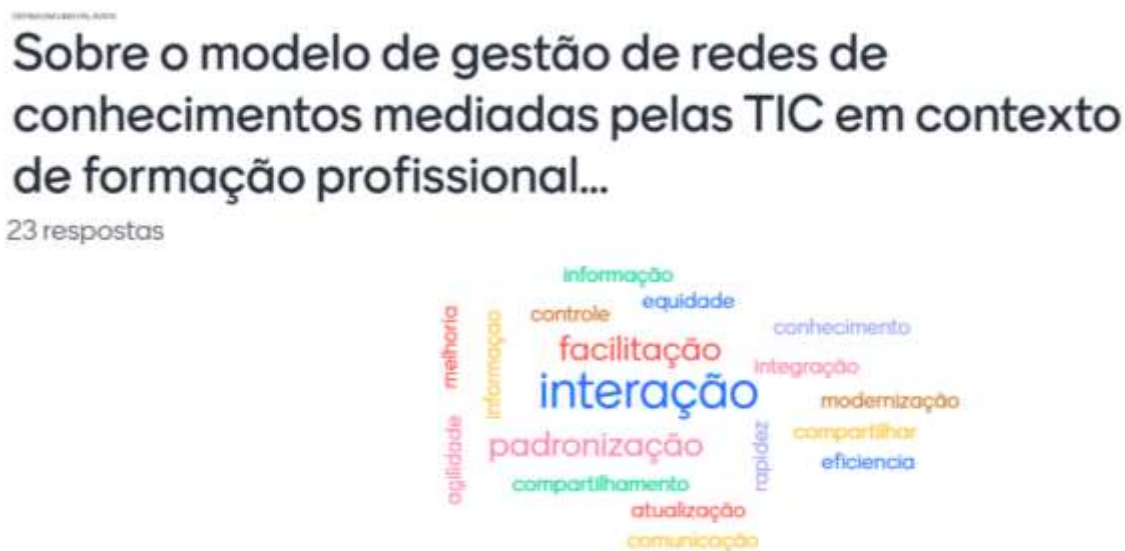 Sobre o modelo de gestão de redes de
conhecimentos mediadas pelas TIC em contexto
de formação profissional...
23 respostas
informação
equidade
controle
melhoria
informaçao
conhecimento
facilitação
integração
interação
modernização
compartilhar
padronização
rapidez
agilidade
eficiencia
compartilhamento
atualização
comunicação